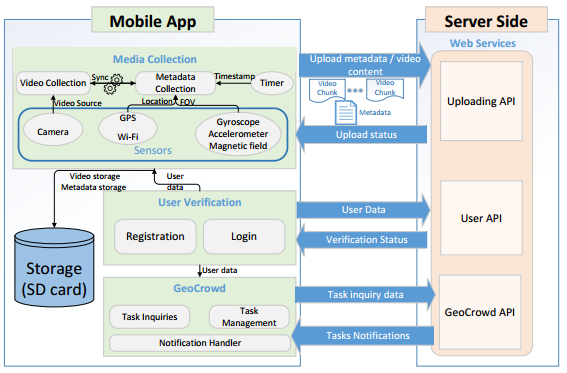 Mobile App
Server Side
Media Collection
Video Collection
Sync
Metadata
Collection
Timestamp
Timer
Video Source
Location
FOV
Camera
GPS
Wi-Fi
Gyroscope
Accelerometer
Magnetic field
Sensors
Upload metadata / video
content
Video
Chunk
Video
Chunk
Metadata
Upload status
Web Services
Uploading API
Video storage
Metadata storage
User
data
User Verification
Registration
Login
User Data
Verification Status
User API
Storage
(SD card)
User data
GeoCrowd
Task Inquiries
Task
Management
Notification Handler
Task inquiry data
Tasks Notifications
GeoCrowd API